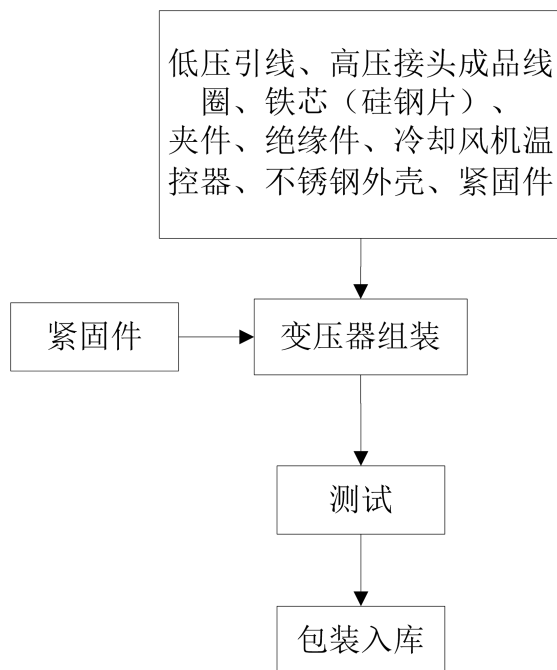 低压引线、高压接头成品线
圈、铁芯（硅钢片）、
夹件、绝缘件、冷却风机温
控器、不锈钢外壳、紧固件
紧固件
变压器组装
测试
包装入库